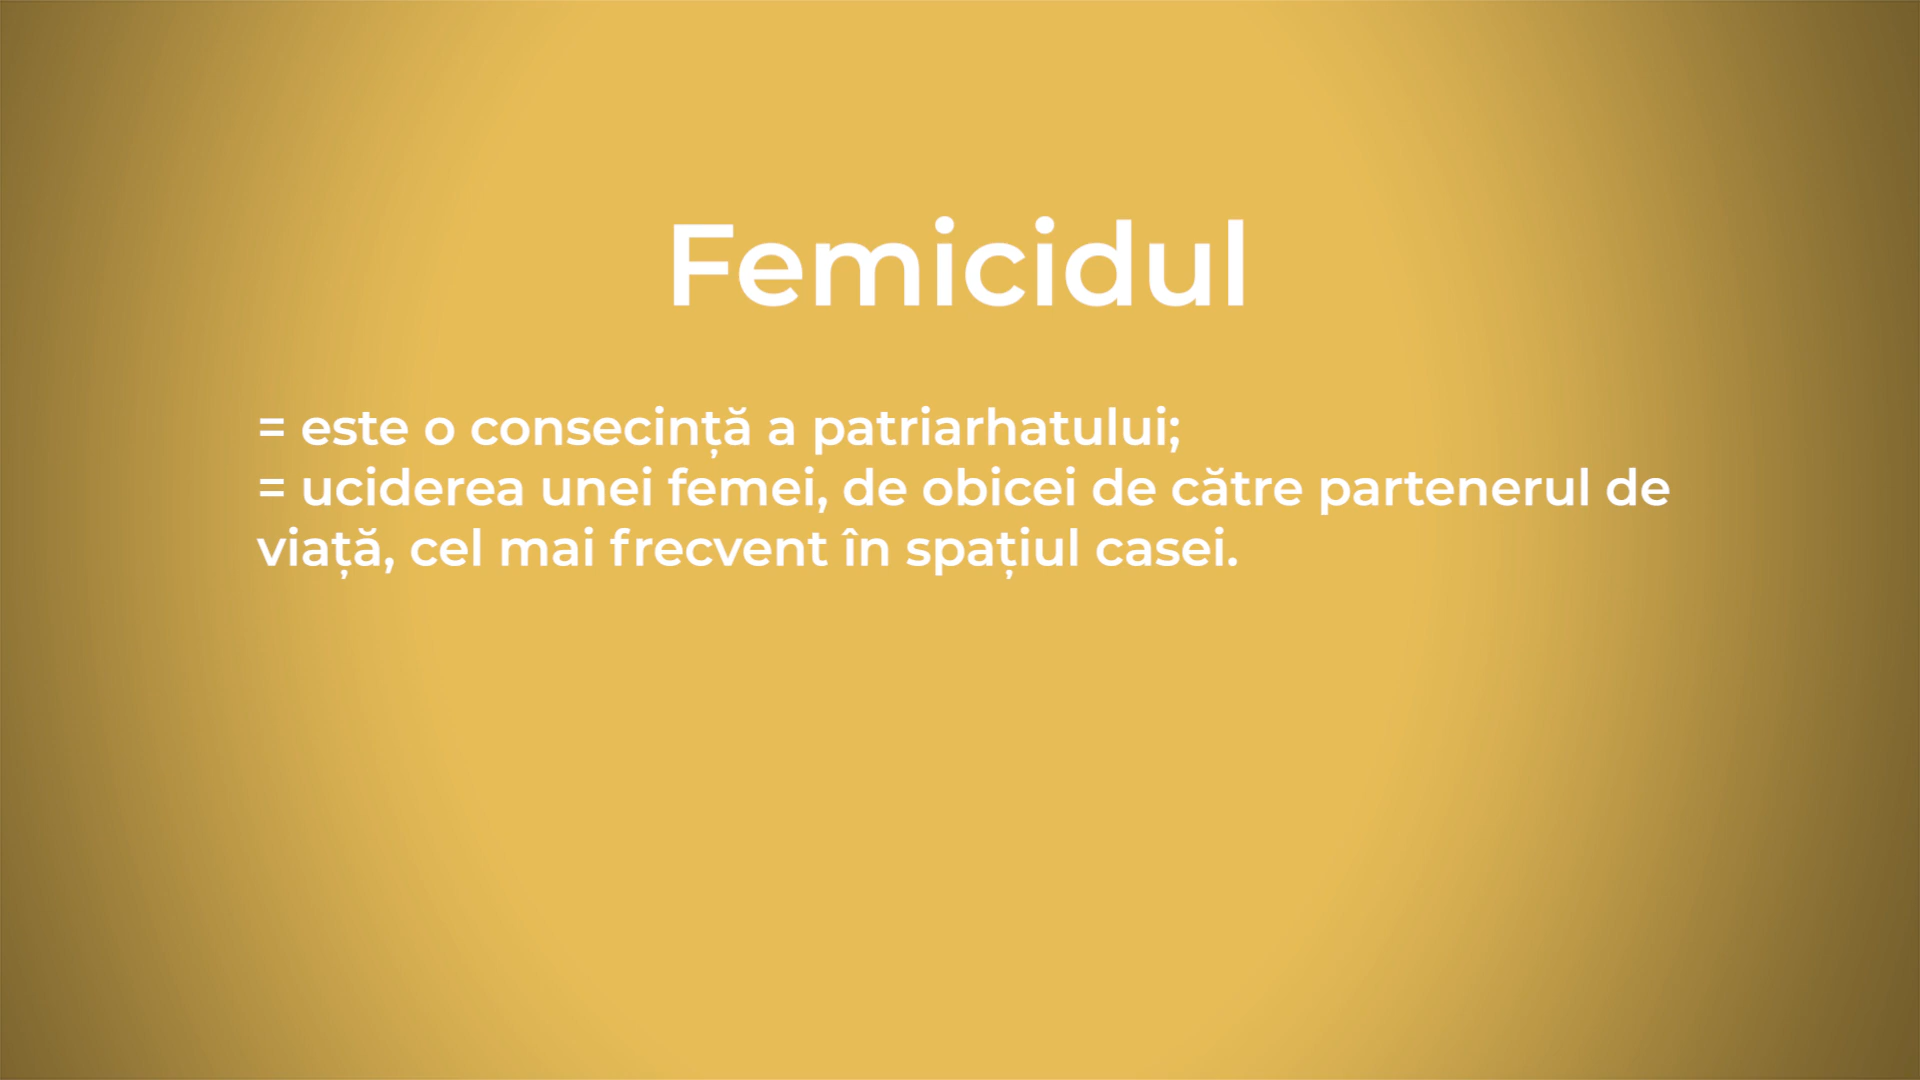 Femicidul
= este o consecință a patriarhatului;
= uciderea unei femei, de obicei de către partenerul de
viață, cel mai frecvent în spațiul casei.